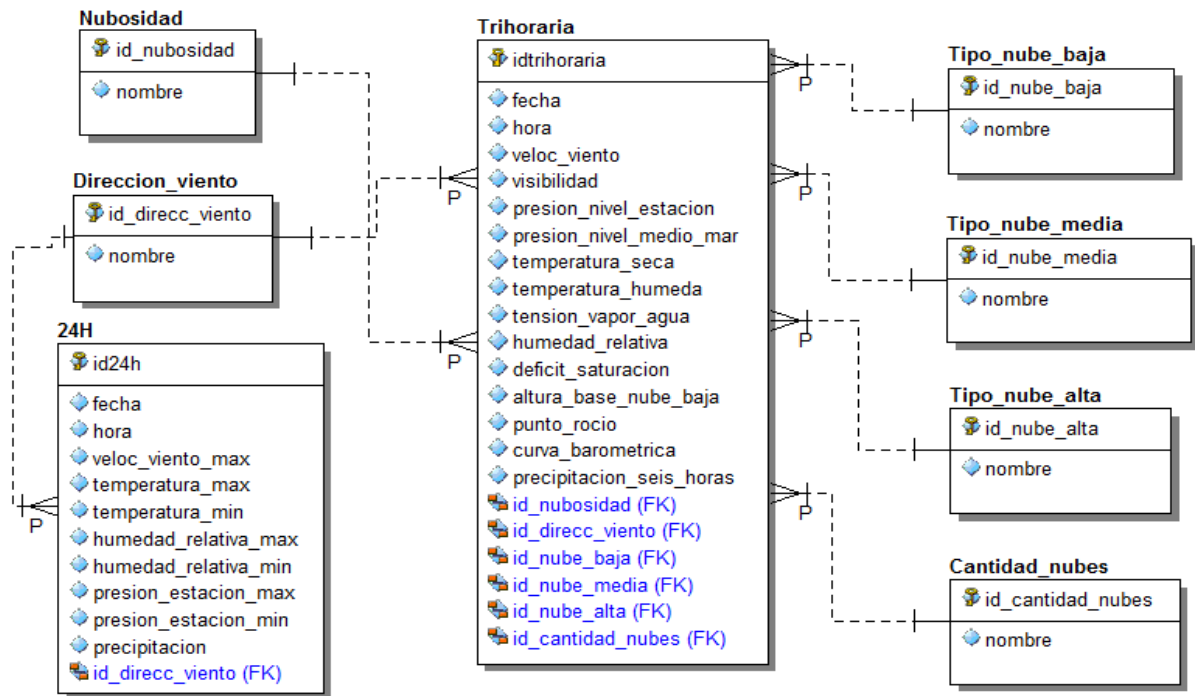 Nubosidad
id_nubosidad
nombre
Direccion_viento
id_direcc_viento
nombre
24H
id24h
fecha
hora
veloc_viento_max
temperatura_max
temperatura_min
humedad_relativa_max
humedad_relativa_min
presion_estacion_max
presion_estacion_min
precipitacion
id_direcc_viento (FK)
P
Trihoraria
idtrihoraria
fecha
hora
veloc_viento
visibilidad
presion_nivel_estacion
presion_nivel_medio_mar
temperatura_seca
temperatura_humeda
tension_vapor_agua
humedad_relativa
deficit_saturacion
altura_base_nube_baja
punto_rocio
curva_barometrica
precipitacion_seis_horas
id_nubosidad (FK)
id_direcc_viento (FK)
id_nube_baja (FK)
id_nube_media (FK)
id_nube_alta (FK)
id_cantidad_nubes (FK)
P
P
P
P
P
P
Tipo_nube_baja
id_nube_baja
nombre
Tipo_nube_media
id_nube_media
nombre
Tipo_nube_alta
id_nube_alta
nombre
Cantidad_nubes
id_cantidad_nubes
nombre